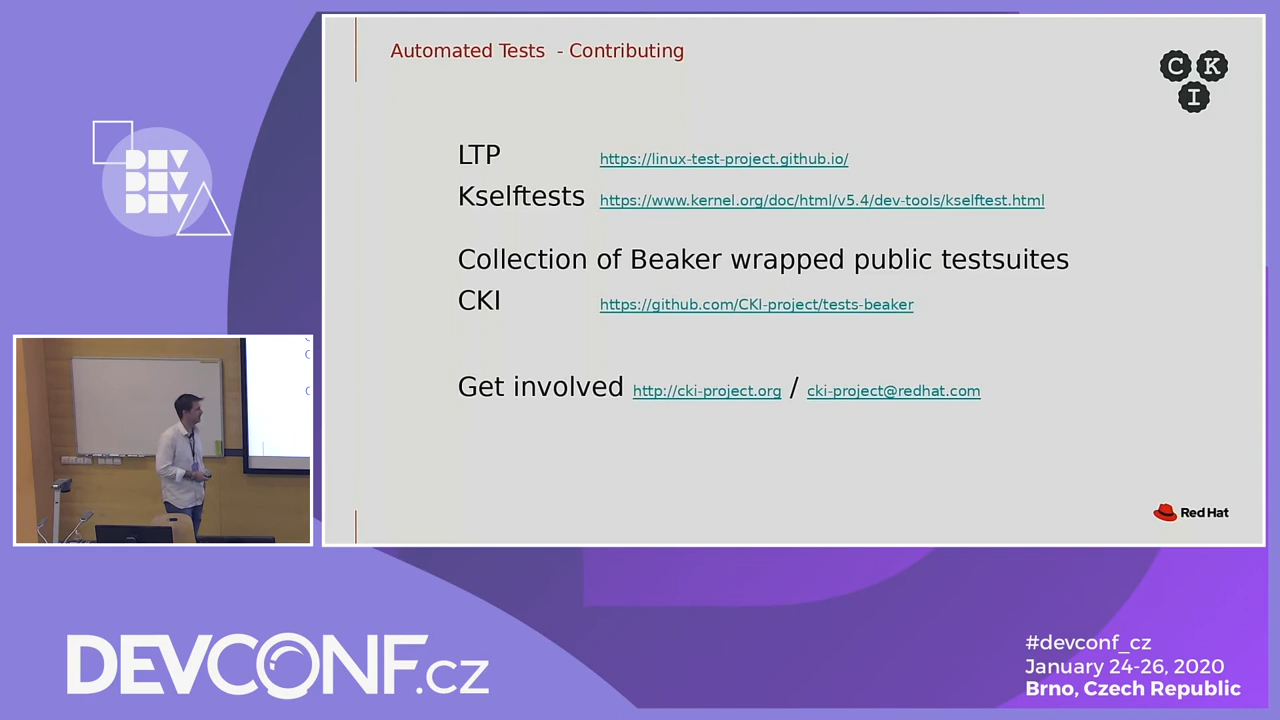 Automated Tests - Contributing
C K
I
LTP https://linux-test-project.github.io/
Kselftests https://www.kernel.org/doc/html/v5.4/dev-tools/kselftest.html
Collection of Beaker wrapped public testsuites
CKI https://github.com/CKI-project/tests-beaker
Get involved http://cki-project.org / cki-project@redhat.com
Red Hat
DEV
DEV
DEV
DEVCONF.cz
#devconf_cz
January 24-26, 2020
Brno, Czech Republic